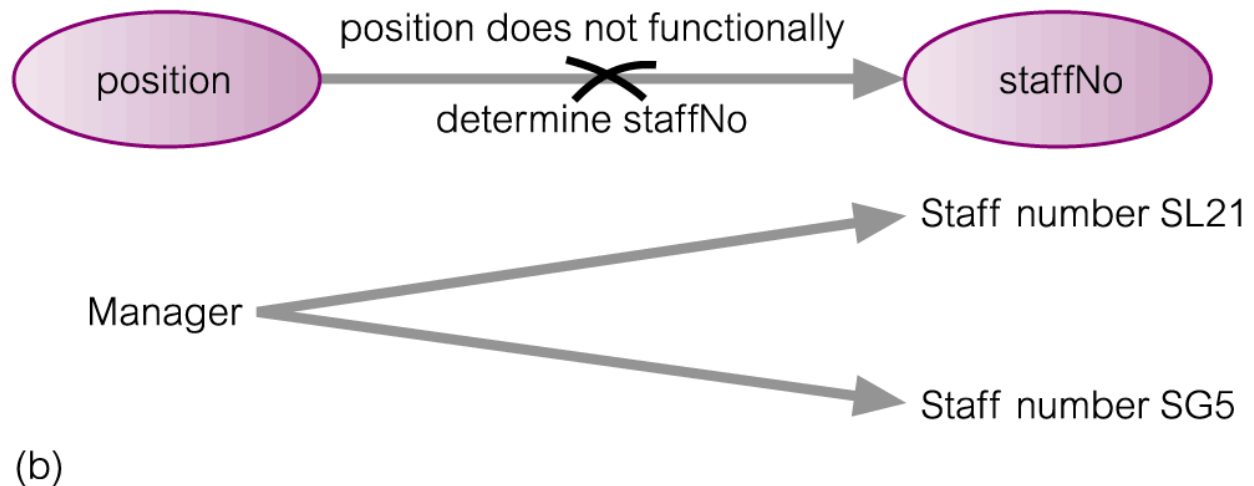 position does not functionally
position
staffNo
determine staffNo
Staff number SL21
Manager
Staff number SG5
(b)